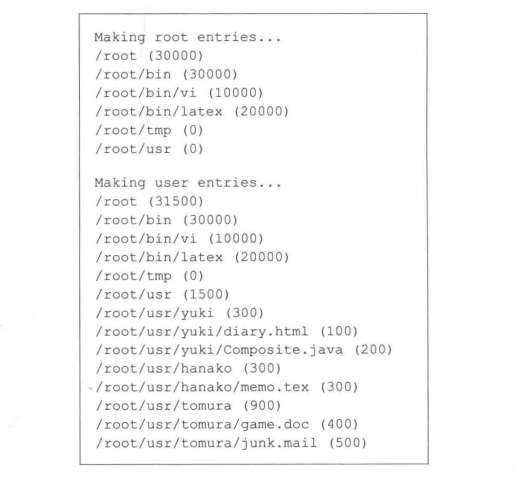 Making root entries...
/root (30000)
/root/bin (30000)
/root/bin/vi (10000)
/root/bin/latex (20000)
/root/tmp (0)
/root/usr (0)
Making user entries...
/root (31500)
/root/bin (30000)
/root/bin/vi (10000)
/root/bin/latex (20000)
/root/tmp (0)
/root/usr (1500)
/root/usr/yuki (300)
/root/usr/yuki/diary.html (100)
/root/usr/yuki/Composite.java (200)
/root/usr/hanako (300)
/root/usr/hanako/memo.tex (300)
/root/usr/tomura (900)
/root/usr/tomura/game.doc (400)
/root/usr/tomura/junk.mail (500)